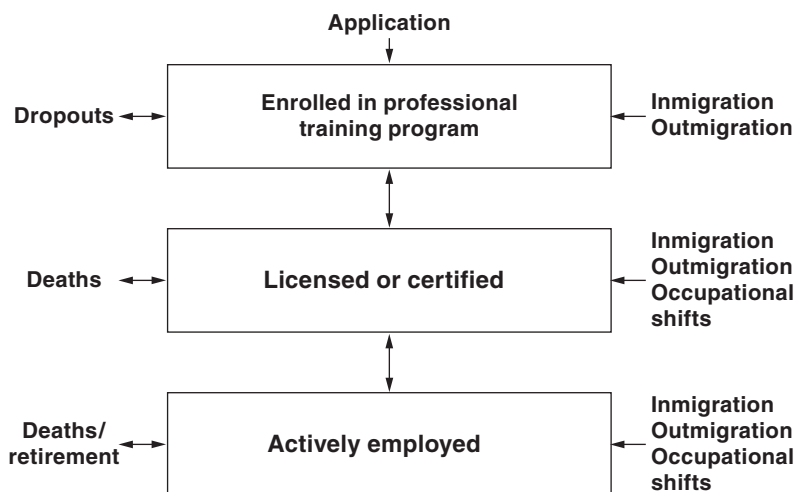 Application
Enrolled in professional
training program
Dropouts
Inmigration
Outmigration
Licensed or certified
Deaths
Inmigration
Outmigration
Occupational
shifts
Actively employed
Deaths/
retirement
Inmigration
Outmigration
Occupational
shifts